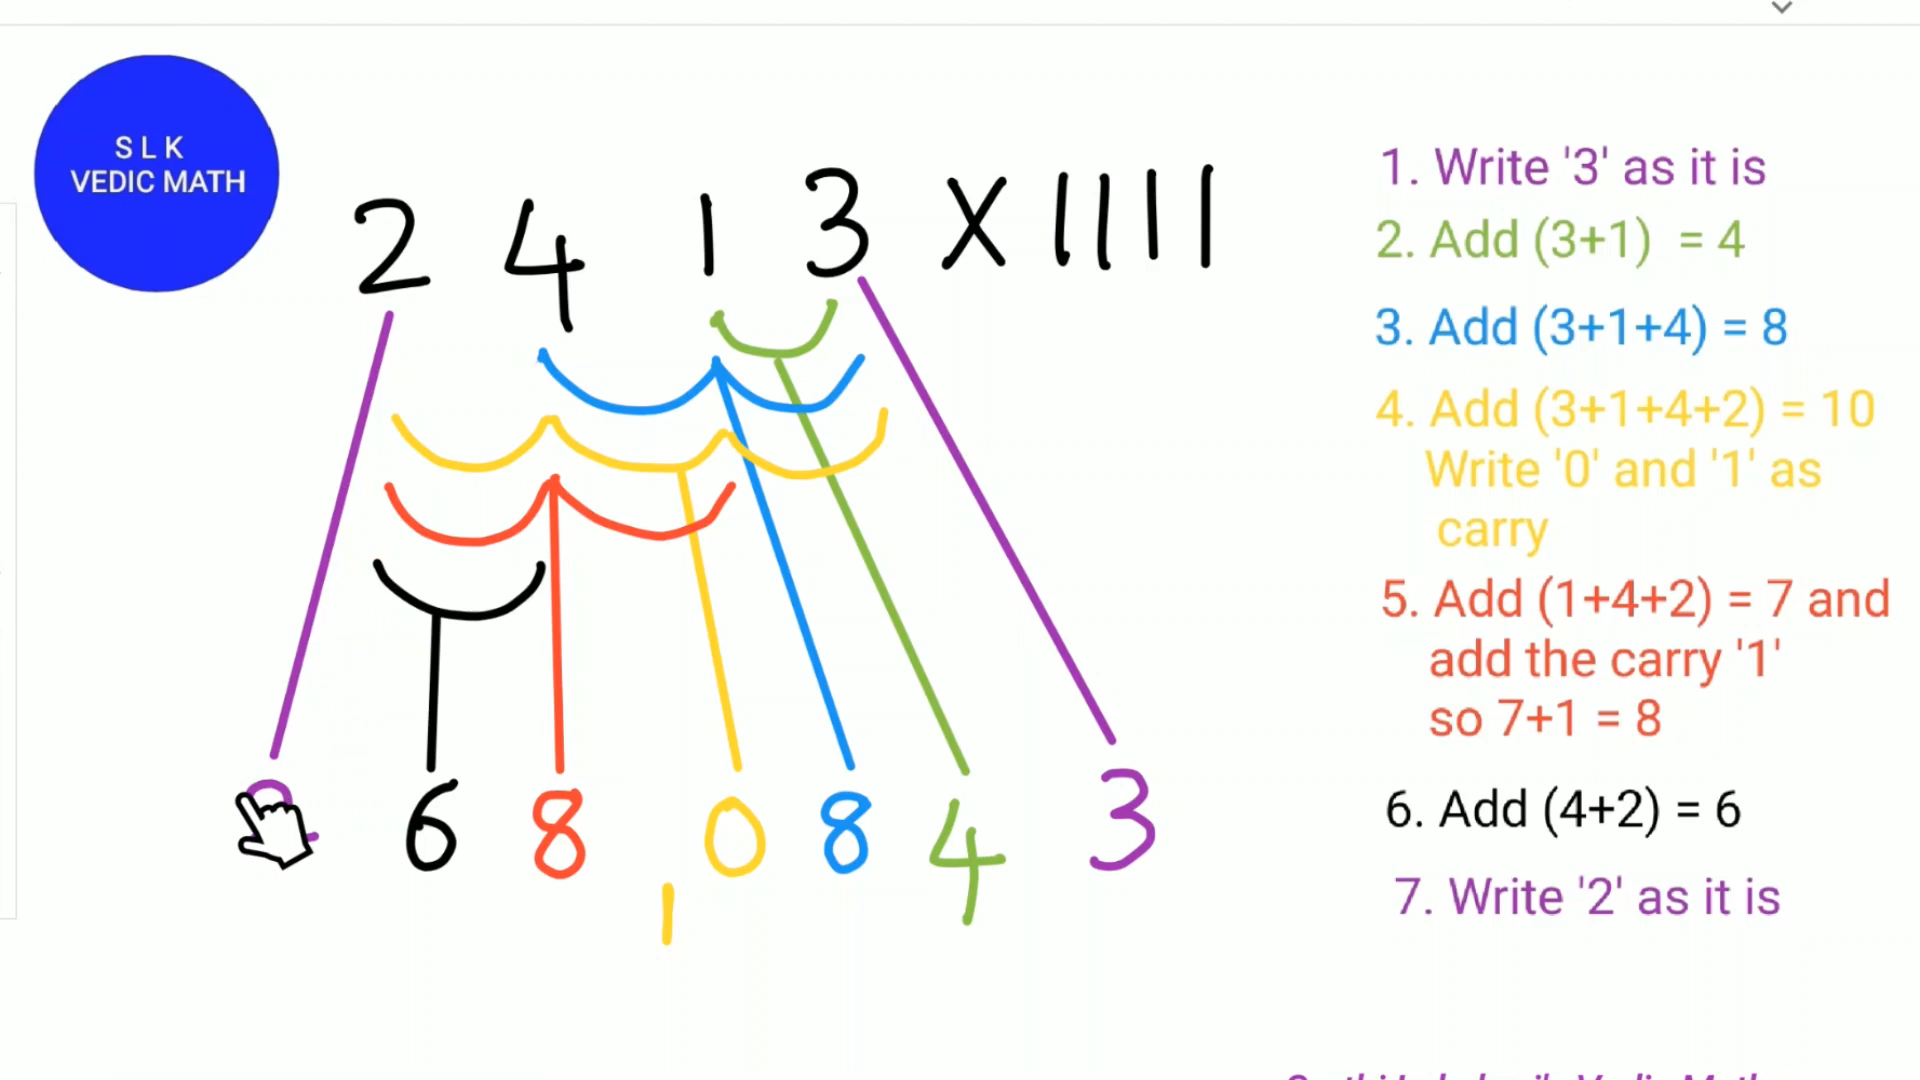 S L K
VEDIC MATH
2 4 1 3 X 1111
1. Write '3' as it is
2. Add (3+1) = 4
3. Add (3+1+4) = 8
4. Add (3+1+4+2) = 10
Write '0' and '1' as
carry
5. Add (1+4+2) = 7 and
add the carry '1'
so 7+1 = 8
6. Add (4+2) = 6
7. Write '2' as it is
6 8 0 8 4 3
1